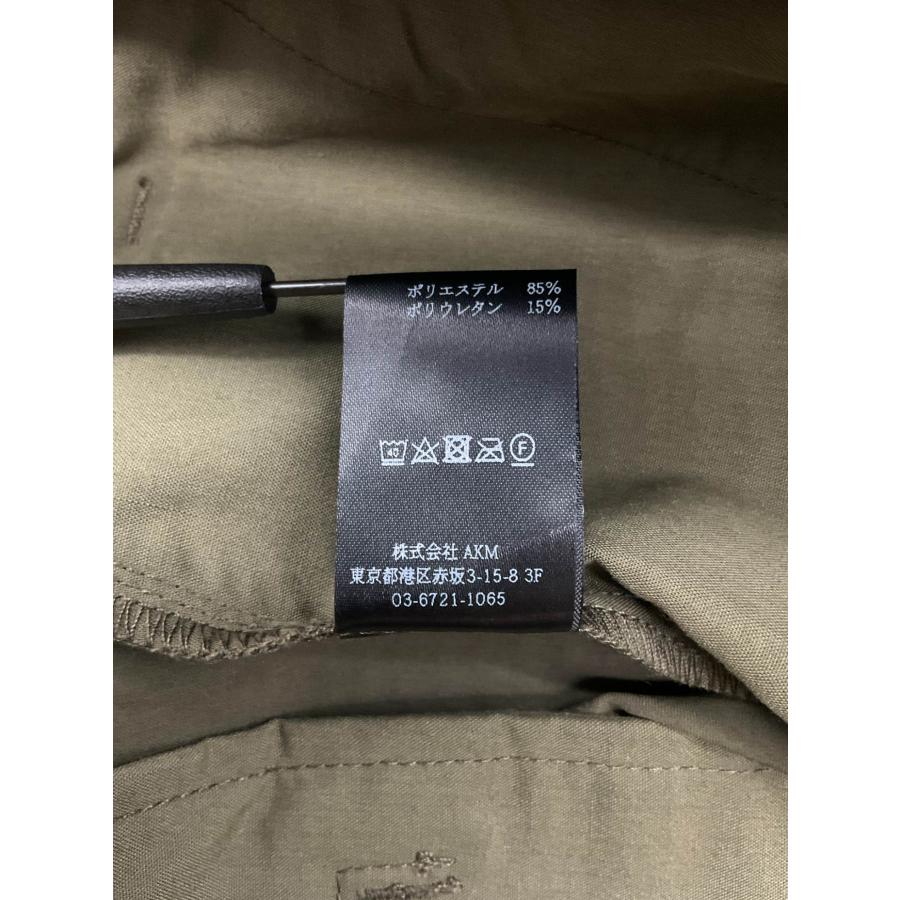 ポリエステル 85%
ポリウレタン 15%
40 F
株式会社 AKM
東京都港区赤坂3-15-8 3F
03-6721-1065